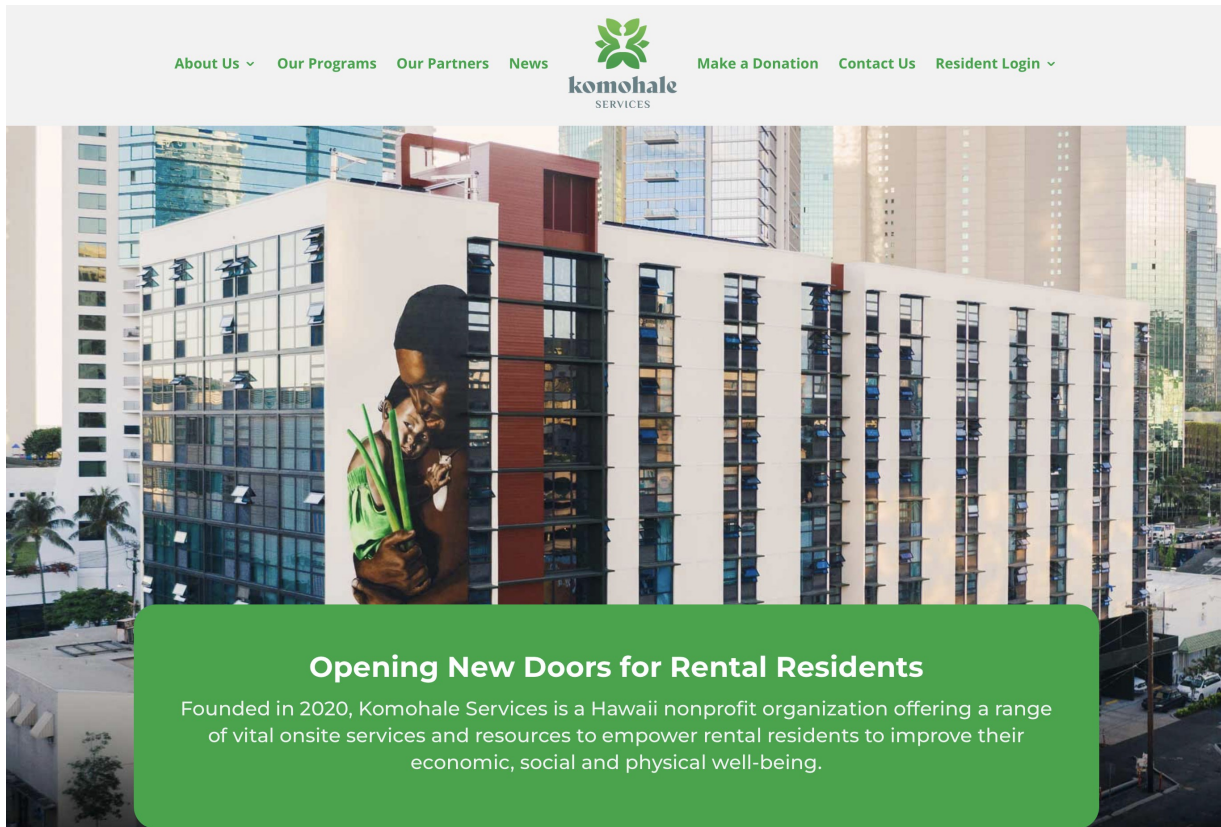 About Us
Our Programs
Our Partners
News
komohale
SERVICES
Make a Donation
Contact Us
Resident Login
Opening New Doors for Rental Residents
Founded in 2020, Komohale Services is a Hawaii nonprofit organization offering a range
of vital onsite services and resources to empower rental residents to improve their
economic, social and physical well-being.